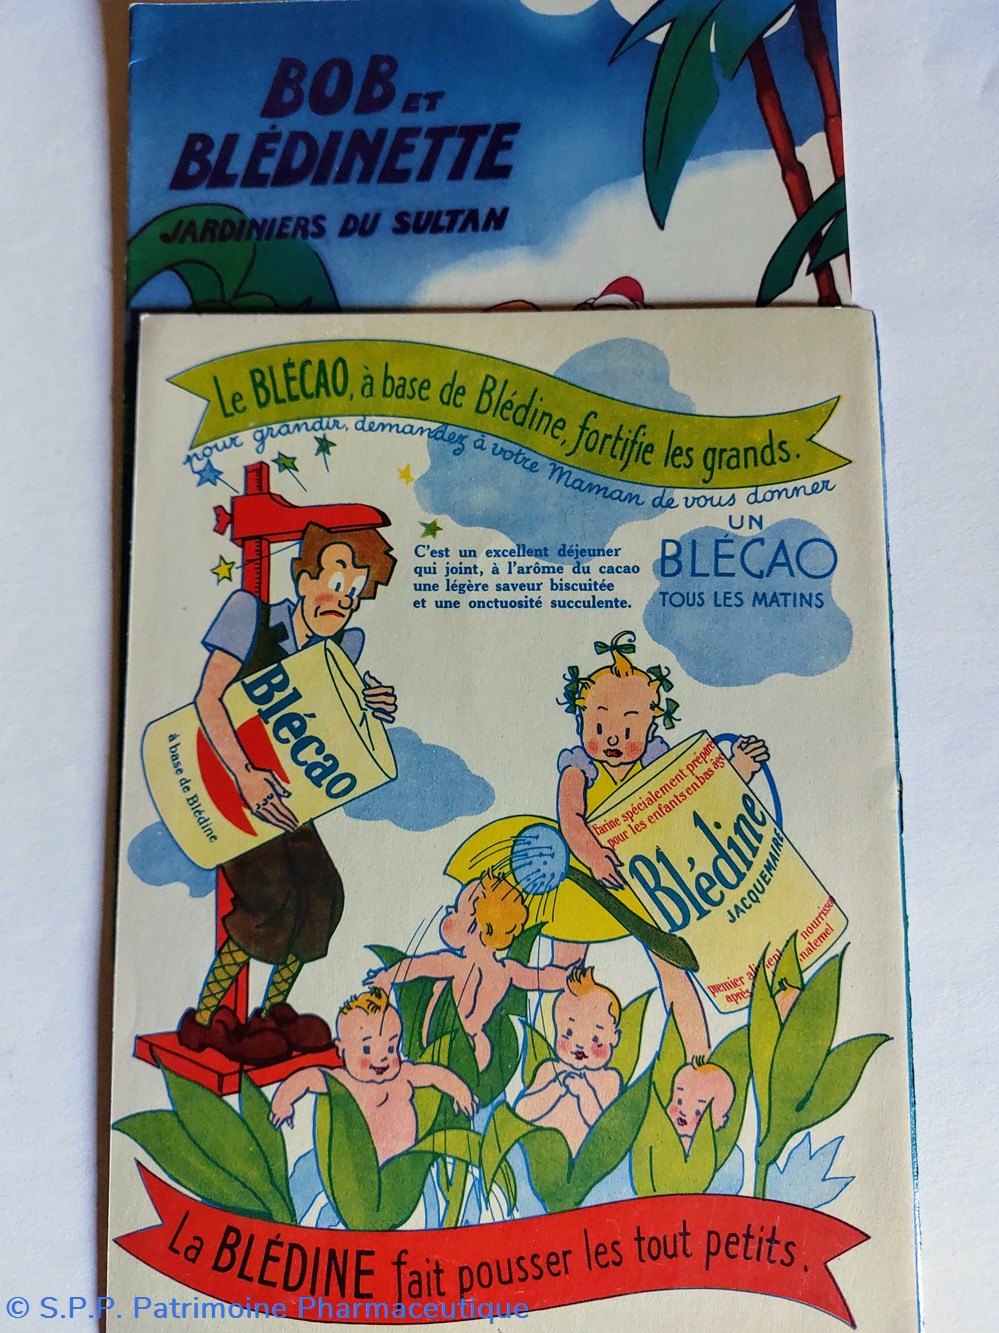 BOB ET
BLÉDINETTE
JARDINIERS DU SULTAN
Le BLÉCAO, à base de Blédine, fortifie les grands.
pour grandir, demandez à votre Maman de vous donner
UN
BLÉCAO
TOUS LES MATINS
C'est un excellent déjeuner
qui joint, à l'arôme du cacao
une légère saveur biscuitée
et une onctuosité succulente.
Blécao
à base de Blédine
Farine spécialement préparée
pour les enfants en bas âge
Blédine
JACQUEMAIRE
premier
nourrisson
après
maternel
La BLÉDINE fait pousser les tout petits.
© S.P.P. Patrimoine Pharmaceutique